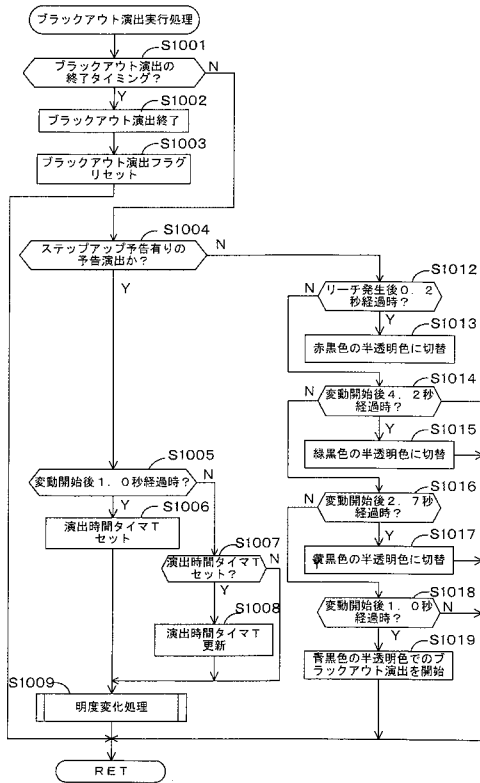 ブラックアウト演出実行処理
S1001
ブラックアウト演出の
終了タイミング？
N
Y
S1002
ブラックアウト演出終了
S1003
ブラックアウト演出フラグ
リセット
S1004
ステップアップ予告有りの
予告演出か？
N
Y
S1005
変動開始後１．０秒経過時？
N
Y
S1006
演出時間タイマＴ
セット
S1007
演出時間タイマＴ
セット？
N
Y
S1008
演出時間タイマＴ
更新
S1009
明度変化処理
ＲＥＴ
S1012
N
リーチ発生後０．２
秒経過時？
Y
S1013
赤黒色の半透明色に切替
S1014
N
変動開始後４．２秒
経過時？
Y
S1015
緑黒色の半透明色に切替
S1016
N
変動開始後２．７秒
経過時？
Y
S1017
黄黒色の半透明色に切替
Y
S1018
N
変動開始後１．０秒
経過時？
N
Y
S1019
青黒色の半透明色でのブ
ラックアウト演出を開始